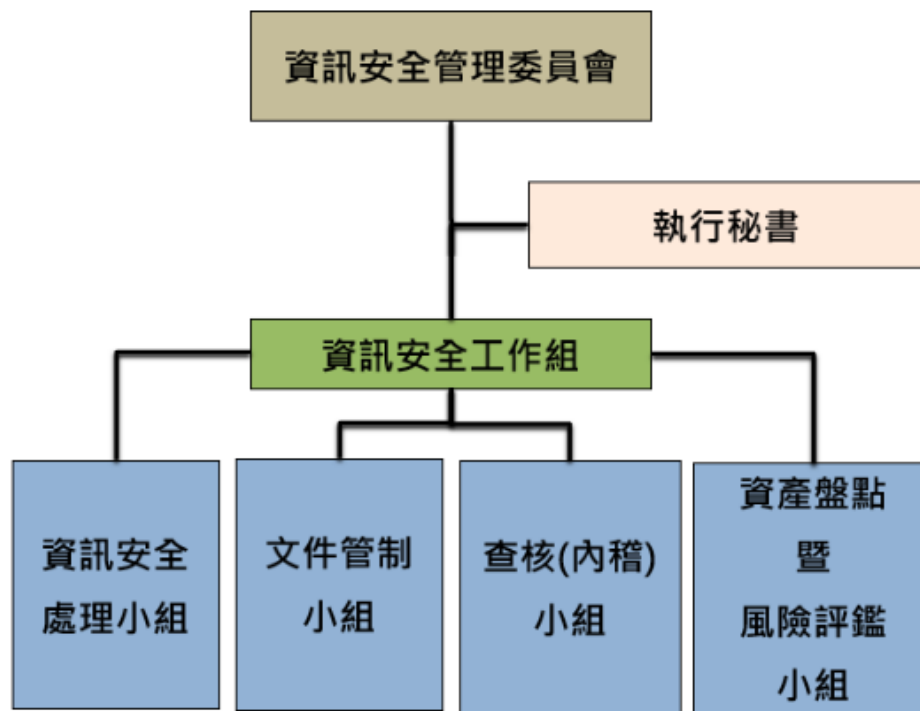 資訊安全管理委員會
執行秘書
資訊安全工作組
資訊安全
處理小組
文件管制
小組
查核(內稽)
小組
資產盤點
暨
風險評鑑
小組